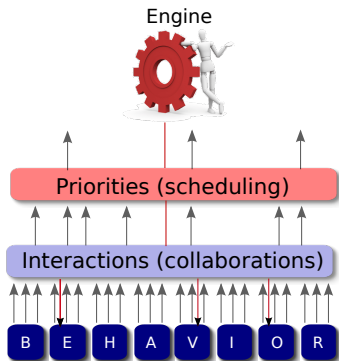 Engine
Priorities (scheduling)
Interactions (collaborations)
B E H A V I O R